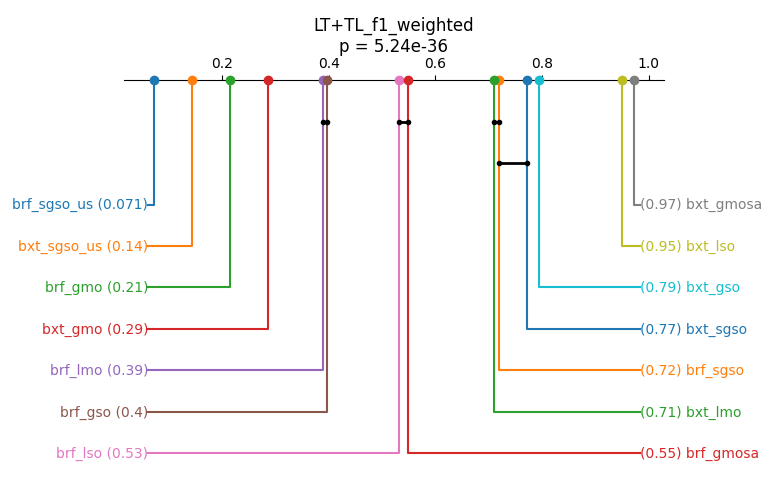 LT+TL_f1_weighted
p = 5.24e-36
0.2 0.4 0.6 0.8 1.0
brf_sgso_us (0.071) (0.97) bxt_gmosa
bxt_sgso_us (0.14) (0.95) bxt_lso
brf_gmo (0.21) (0.79) bxt_gso
bxt_gmo (0.29) (0.77) bxt_sgso
brf_lmo (0.39) (0.72) brf_sgso
brf_gso (0.4) (0.71) bxt_lmo
brf_lso (0.53) (0.55) brf_gmosa